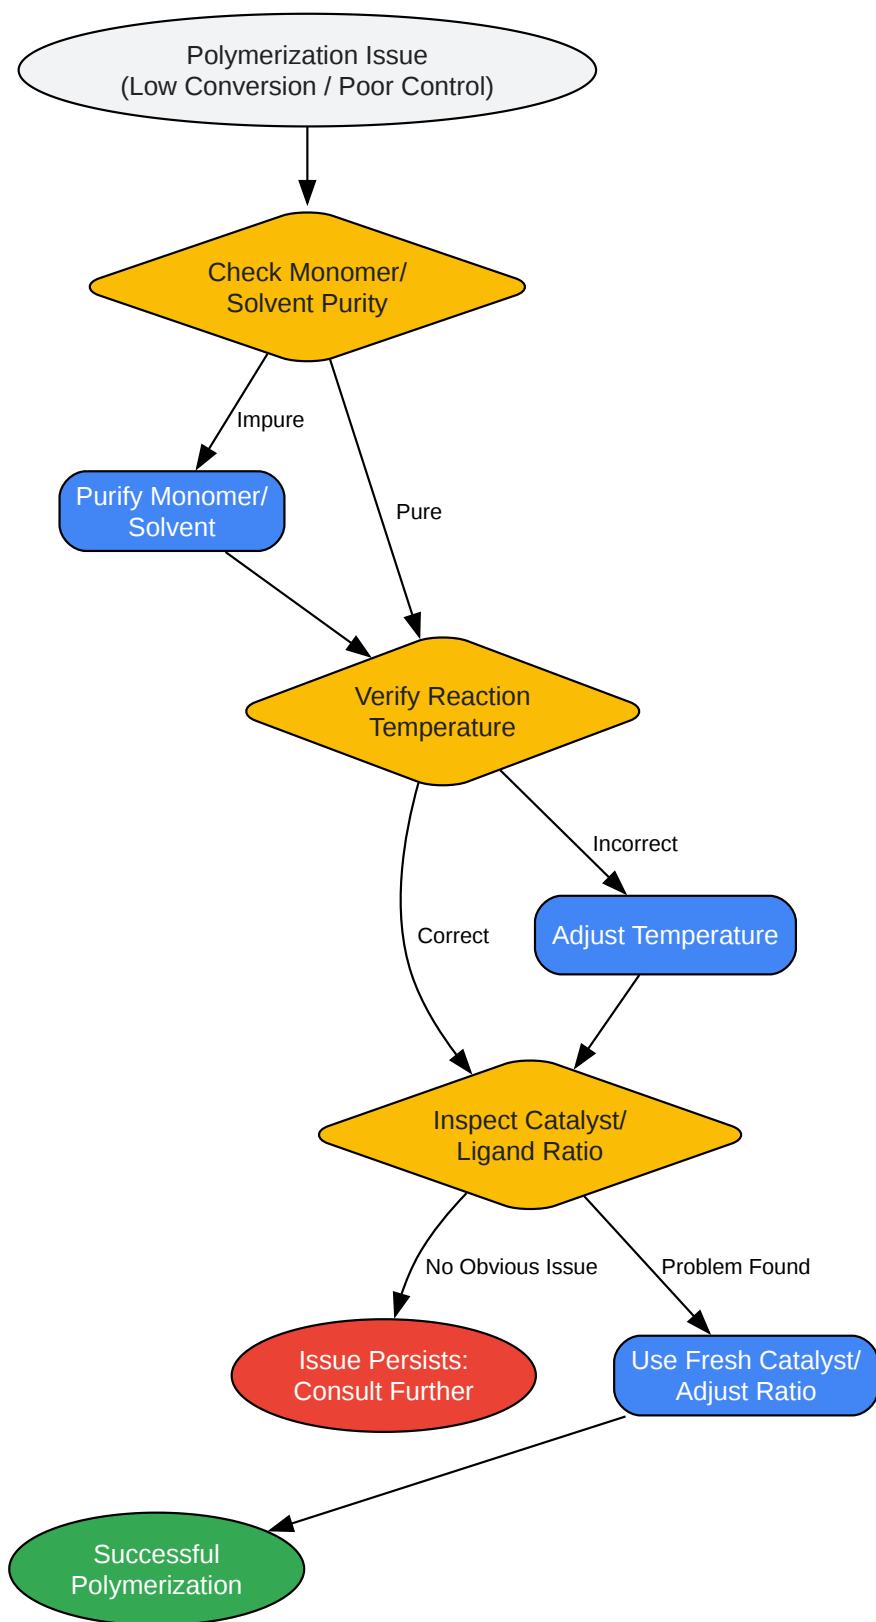 Polymerization Issue
(Low Conversion / Poor Control)
Check Monomer/
Solvent Purity
Impure
Purify Monomer/
Solvent
Pure
Verify Reaction
Temperature
Incorrect
Correct
Adjust Temperature
Inspect Catalyst/
Ligand Ratio
No Obvious Issue
Problem Found
Issue Persists:
Consult Further
Use Fresh Catalyst/
Adjust Ratio
Successful
Polymerization